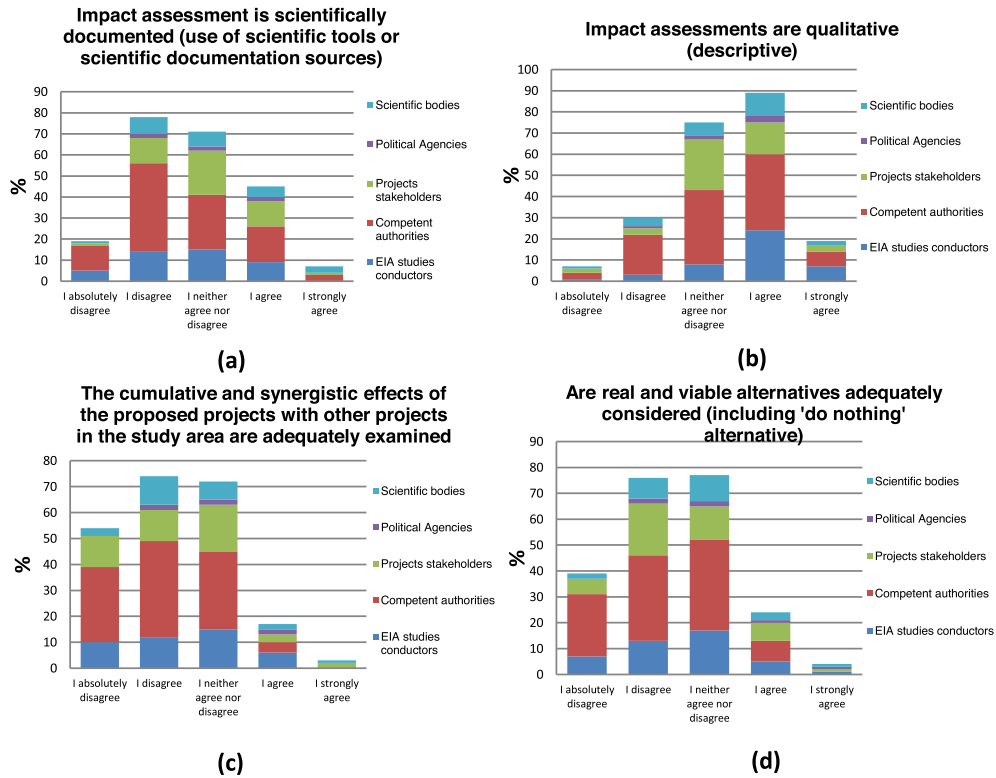 Impact assessment is scientifically
documented (use of scientific tools or
scientific documentation sources)
90
80
70
60
50
40
30
20
10
0
%
I absolutely
disagree
I disagree
I neither
agree nor
disagree
I agree
I strongly
agree
Scientific bodies
Political Agencies
Projects
stakeholders
Competent
authorities
EIA studies
conductors
(a)
Impact assessments are qualitative
(descriptive)
100
90
80
70
60
50
40
30
20
10
0
%
I absolutely
disagree
I disagree
I neither
agree nor
disagree
I agree
I strongly
agree
Scientific bodies
Political Agencies
Projects stakeholders
Competent authorities
EIA studies conductors
(b)
The cumulative and synergistic effects of
the proposed projects with other projects
in the study area are adequately examined
80
70
60
50
40
30
20
10
0
%
I absolutely
disagree
I disagree
I neither
agree nor
disagree
I agree
I strongly
agree
Scientific bodies
Political Agencies
Projects stakeholders
Competent authorities
EIA studies
conductors
(c)
Are real and viable alternatives adequately
considered (including 'do nothing'
alternative)
90
80
70
60
50
40
30
20
10
0
%
I absolutely
disagree
I disagree
I neither
agree nor
disagree
I agree
I strongly
agree
Scientific bodies
Political Agencies
Projects stakeholders
Competent authorities
EIA studies conductors
(d)